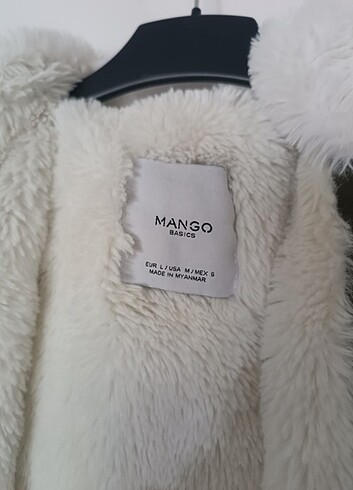 MANGO
BASICS
EUR L / USA M / MEX G
MADE IN MYANMAR